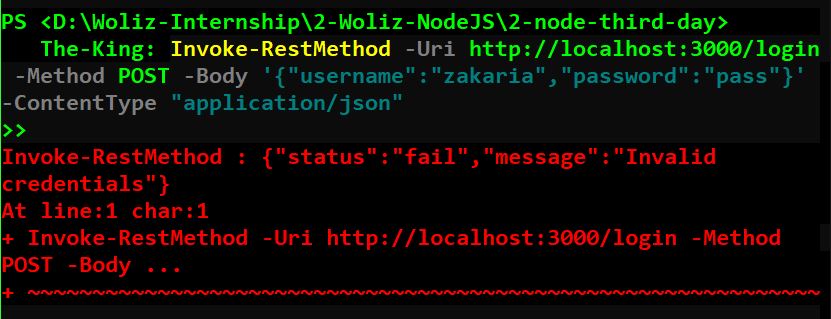 PS <D:\Woliz-Internship\2-Woliz-NodeJS\2-node-third-day>
The-King: Invoke-RestMethod -Uri http://localhost:3000/login
-Method POST -Body '{"username":"zakaria","password":"pass"}'
-ContentType "application/json"
>>
Invoke-RestMethod : {"status":"fail","message":"Invalid
credentials"}
At line:1 char:1
+ Invoke-RestMethod -Uri http://localhost:3000/login -Method
POST -Body ...
+ ~~~~~~~~~~~~~~~~~~~~~~~~~~~~~~~~~~~~~~~~~~~~~~~~~~~~~~~~~~~~~